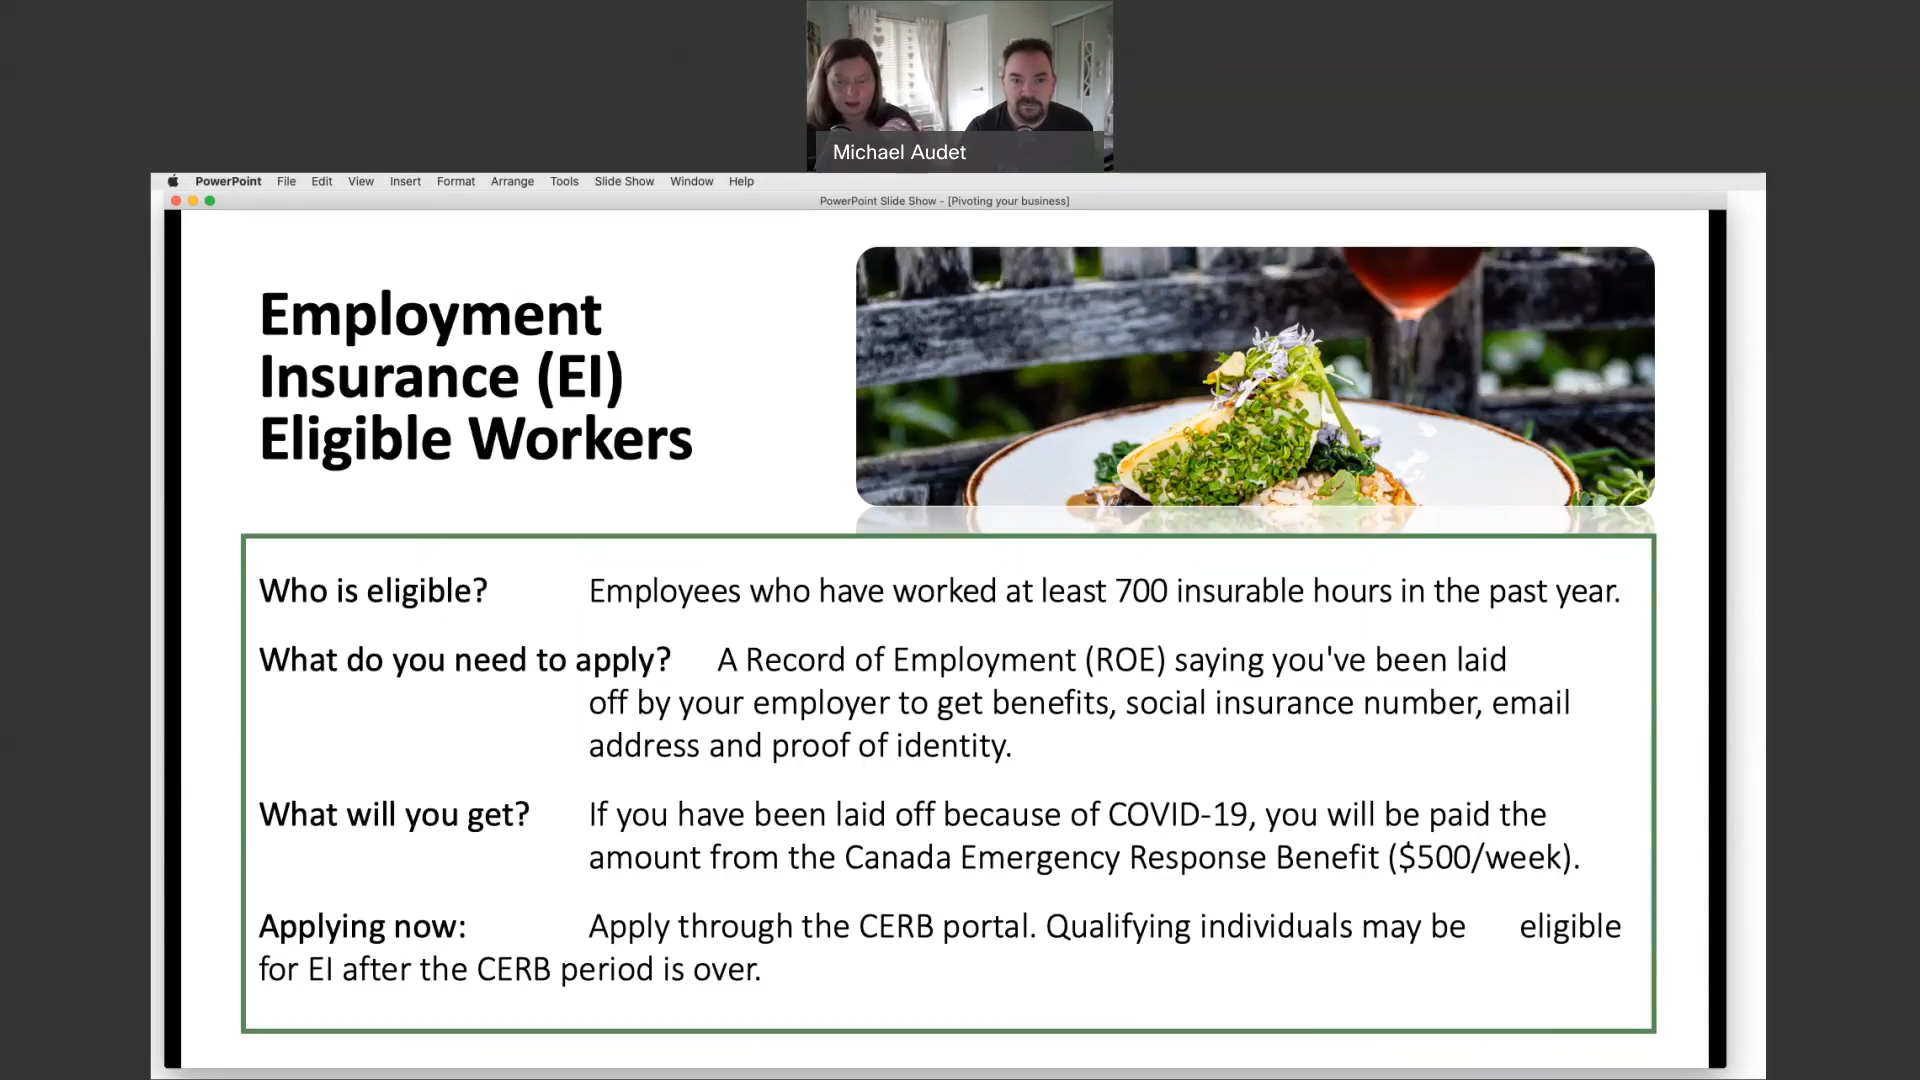 Michael Audet
PowerPoint File Edit View Insert Format Arrange Tools Slide Show Window Help
PowerPoint Slide Show - [Pivoting your business]
Employment
Insurance (EI)
Eligible Workers
Who is eligible? Employees who have worked at least 700 insurable hours in the past year.
What do you need to apply? A Record of Employment (ROE) saying you've been laid
off by your employer to get benefits, social insurance number, email
address and proof of identity.
What will you get? If you have been laid off because of COVID-19, you will be paid the
amount from the Canada Emergency Response Benefit ($500/week).
Applying now: Apply through the CERB portal. Qualifying individuals may be eligible
for EI after the CERB period is over.